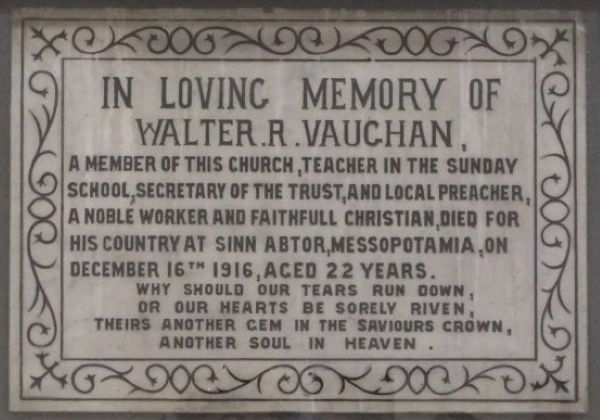 IN LOVING MEMORY OF
WALTER.R.VAUGHAN,
A MEMBER OF THIS CHURCH, TEACHER IN THE SUNDAY
SCHOOL, SECRETARY OF THE TRUST, AND LOCAL PREACHER,
A NOBLE WORKER AND FAITHFULL CHRISTIAN, DIED FOR
HIS COUNTRY AT SINN ABTOR, MESSOPOTAMIA, ON
DECEMBER 16TH 1916, AGED 22 YEARS.
WHY SHOULD OUR TEARS RUN DOWN,
OR OUR HEARTS BE SORELY RIVEN,
THEIRS ANOTHER GEM IN THE SAVIOURS CROWN,
ANOTHER SOUL IN HEAVEN.